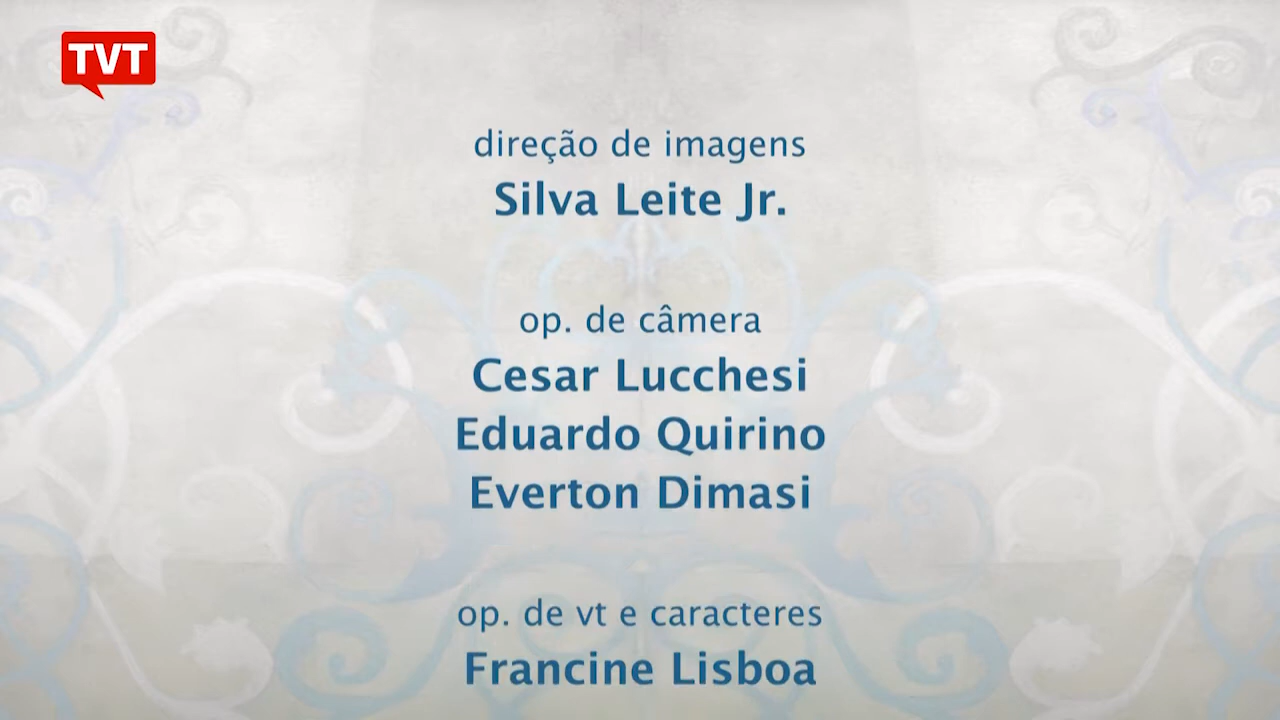 TVT
direção de imagens
Silva Leite Jr.
op. de câmera
Cesar Lucchesi
Eduardo Quirino
Everton Dimasi
op. de vt e caracteres
Francine Lisboa